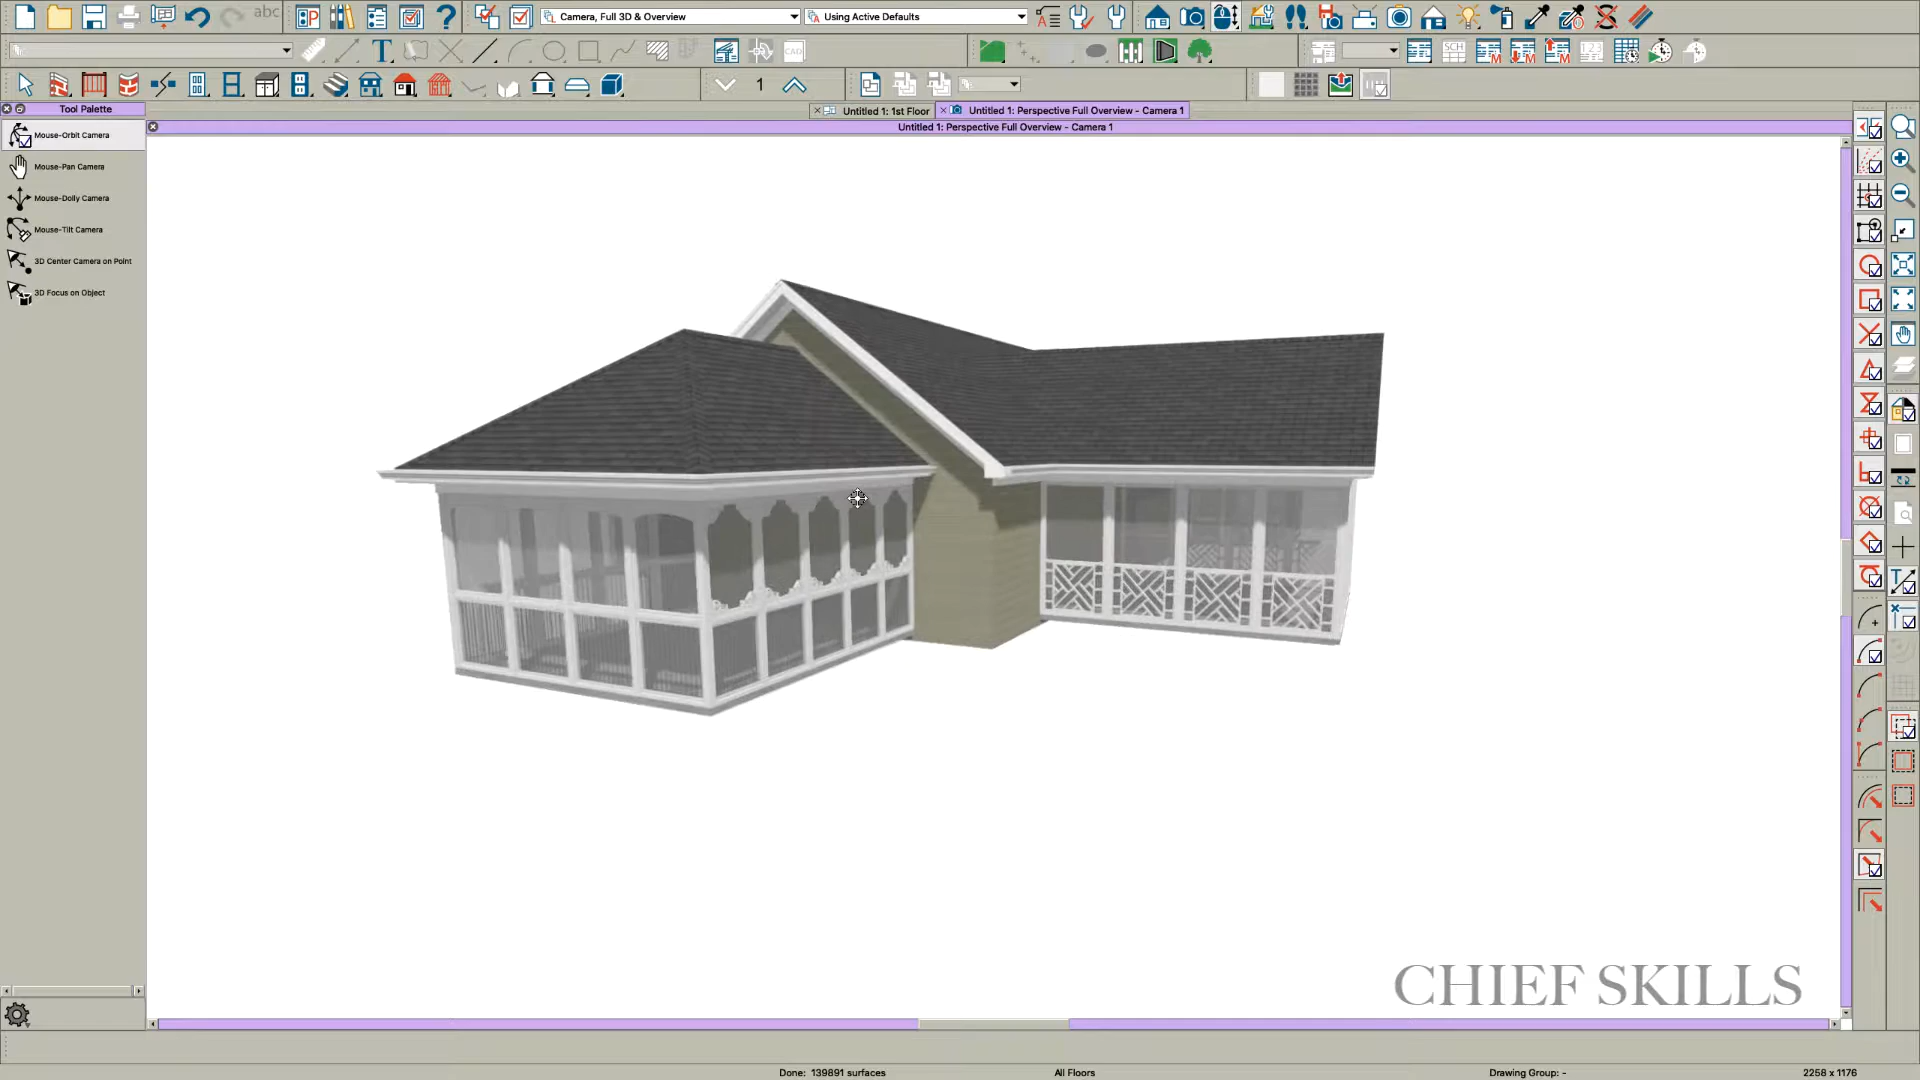 abc
Camera, Full 3D & Overview
Using Active Defaults
T
CAD
SCH
123
1
Tool Palette
Untitled 1: 1st Floor
Untitled 1: Perspective Full Overview - Camera 1
Untitled 1: Perspective Full Overview - Camera 1
Mouse-Orbit Camera
Mouse-Pan Camera
Mouse-Dolly Camera
Mouse-Tilt Camera
3D Center Camera on Point
3D Focus on Object
CHIEF SKILLS
Done: 139891 surfaces
All Floors
Drawing Group: -
2258 x 1176